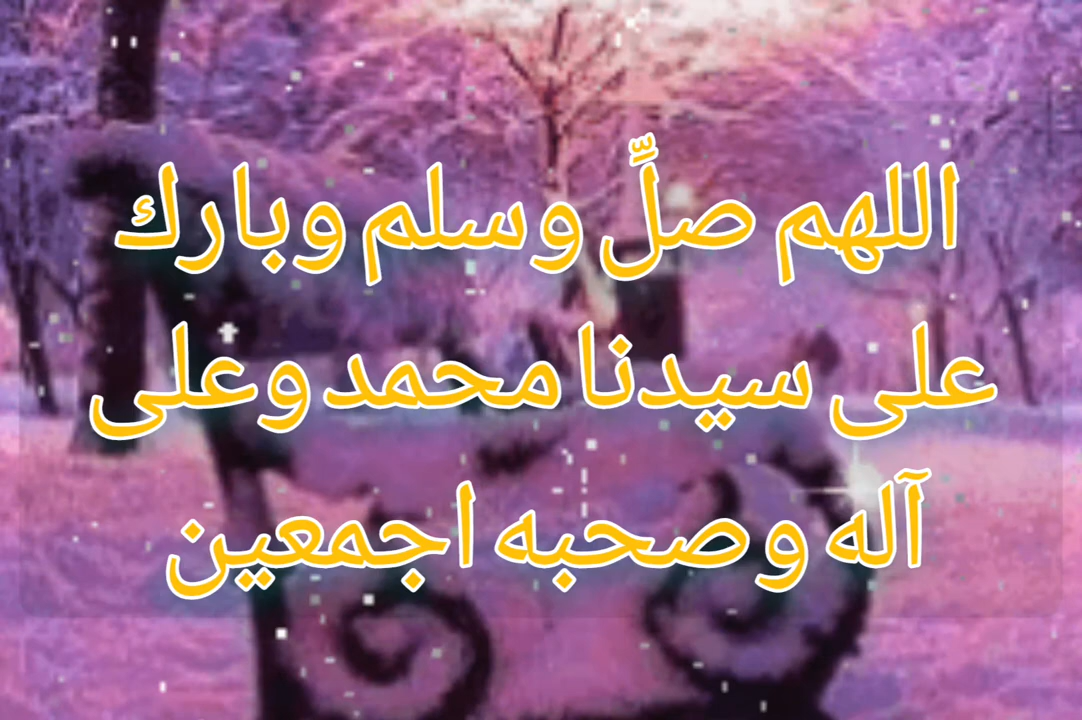 اللهم صلِّ وسلم وبارك
على سيدنا محمد وعلى
آله وصحبه اجمعين